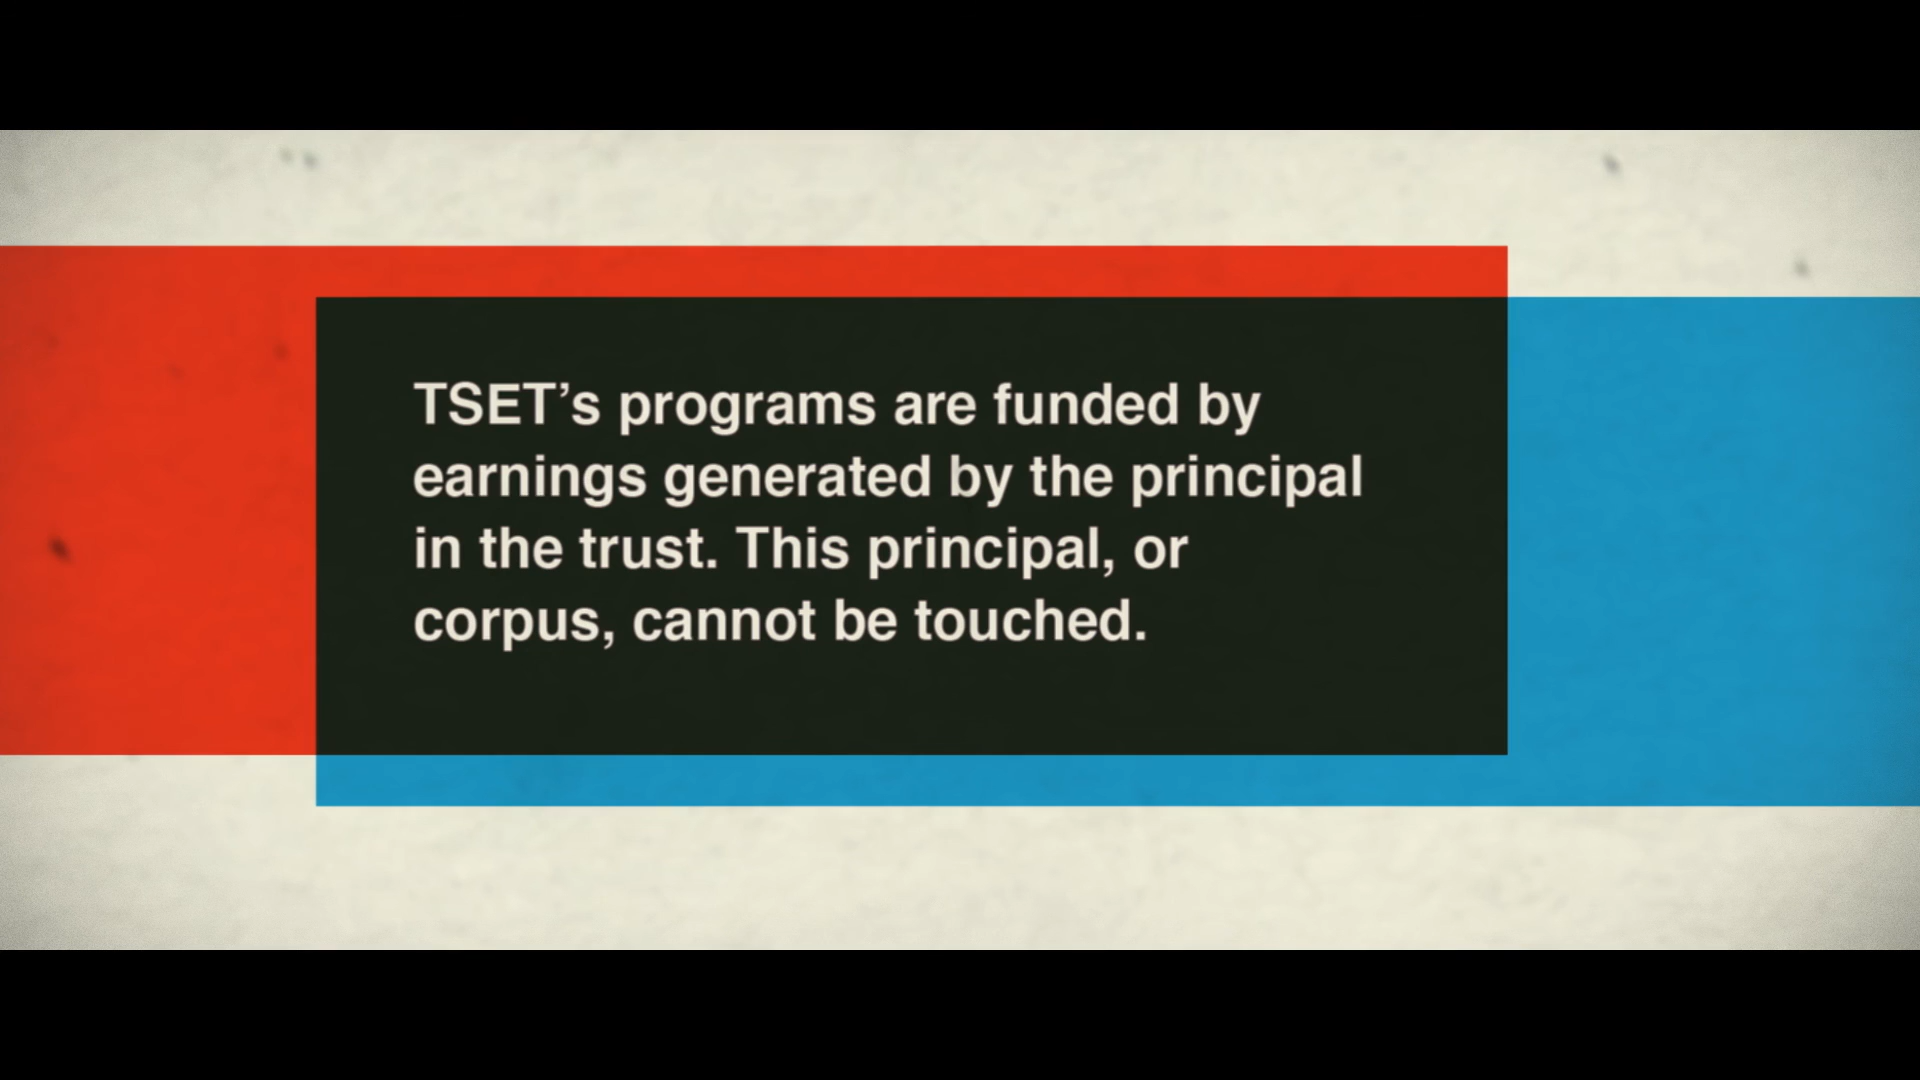 TSET’s programs are funded by
earnings generated by the principal
in the trust. This principal, or
corpus, cannot be touched.